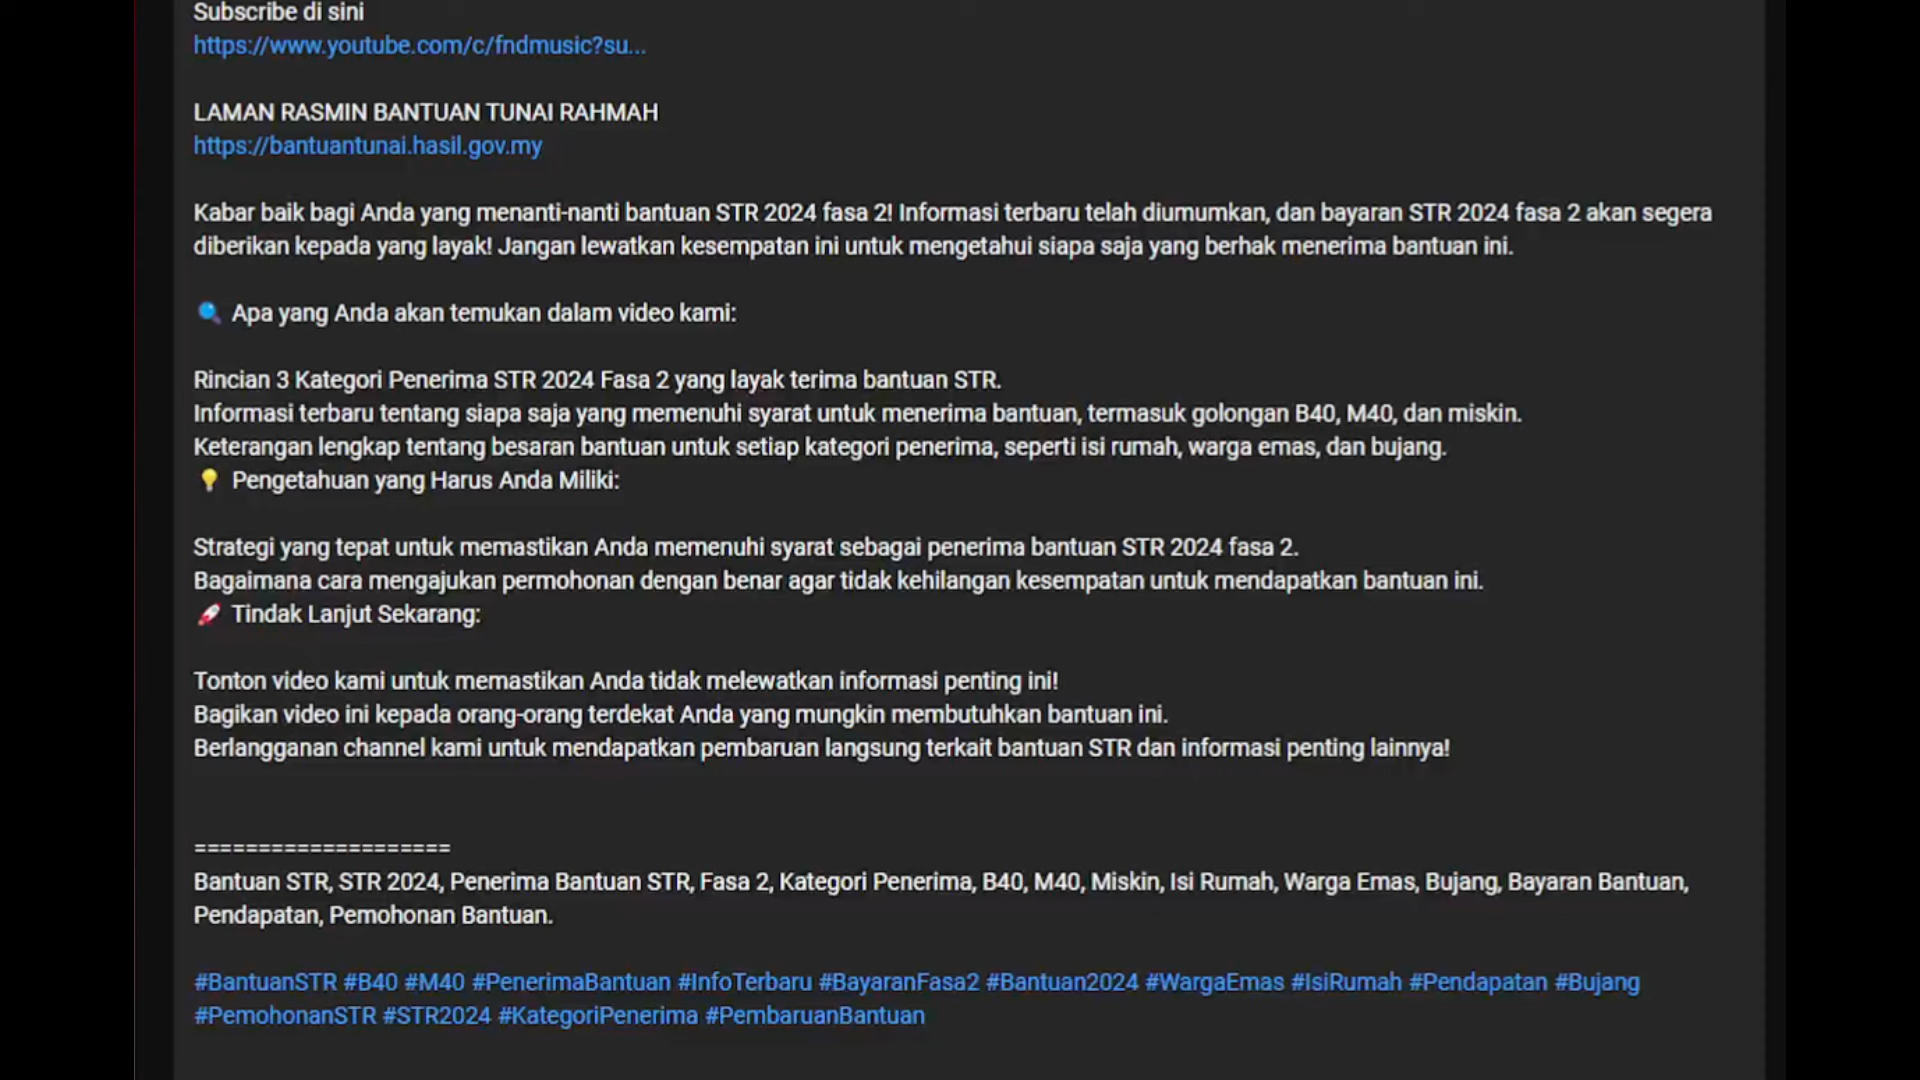 Subscribe di sini
https://www.youtube.com/c/fndmusic?su...
LAMAN RASMIN BANTUAN TUNAI RAHMAH
https://bantuantunai.hasil.gov.my
Kabar baik bagi Anda yang menanti-nanti bantuan STR 2024 fasa 2! Informasi terbaru telah diumumkan, dan bayaran STR 2024 fasa 2 akan segera
diberikan kepada yang layak! Jangan lewatkan kesempatan ini untuk mengetahui siapa saja yang berhak menerima bantuan ini.
🔍 Apa yang Anda akan temukan dalam video kami:
Rincian 3 Kategori Penerima STR 2024 Fasa 2 yang layak terima bantuan STR.
Informasi terbaru tentang siapa saja yang memenuhi syarat untuk menerima bantuan, termasuk golongan B40, M40, dan miskin.
Keterangan lengkap tentang besaran bantuan untuk setiap kategori penerima, seperti isi rumah, warga emas, dan bujang.
💡 Pengetahuan yang Harus Anda Miliki:
Strategi yang tepat untuk memastikan Anda memenuhi syarat sebagai penerima bantuan STR 2024 fasa 2.
Bagaimana cara mengajukan permohonan dengan benar agar tidak kehilangan kesempatan untuk mendapatkan bantuan ini.
🚀 Tindak Lanjut Sekarang:
Tonton video kami untuk memastikan Anda tidak melewatkan informasi penting ini!
Bagikan video ini kepada orang-orang terdekat Anda yang mungkin membutuhkan bantuan ini.
Berlangganan channel kami untuk mendapatkan pembaruan langsung terkait bantuan STR dan informasi penting lainnya!
====================
Bantuan STR, STR 2024, Penerima Bantuan STR, Fasa 2, Kategori Penerima, B40, M40, Miskin, Isi Rumah, Warga Emas, Bujang, Bayaran Bantuan,
Pendapatan, Pemohonan Bantuan.
#BantuanSTR #B40 #M40 #PenerimaBantuan #InfoTerbaru #BayaranFasa2 #Bantuan2024 #WargaEmas #IsiRumah #Pendapatan #Bujang
#PemohonanSTR #STR2024 #KategoriPenerima #PembaruanBantuan